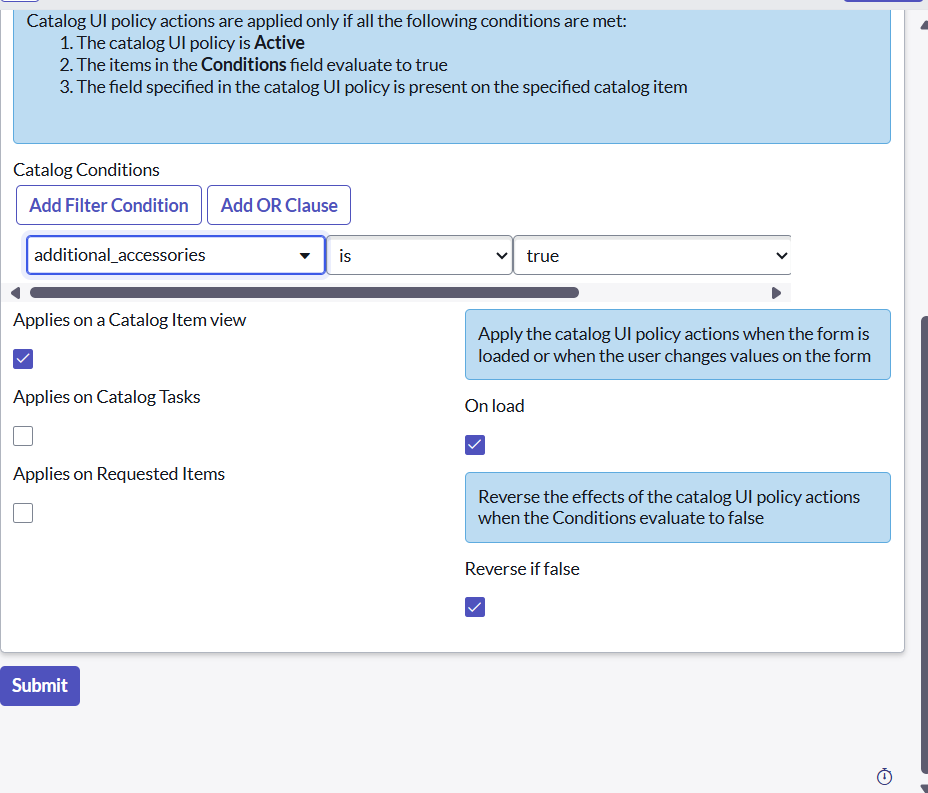 Catalog UI policy actions are applied only if all the following conditions are met:
1. The catalog UI policy is Active
2. The items in the Conditions field evaluate to true
3. The field specified in the catalog UI policy is present on the specified catalog item
Catalog Conditions
Add Filter Condition Add OR Clause
additional_accessories is true
Applies on a Catalog Item view
Applies on Catalog Tasks
Applies on Requested Items
Apply the catalog UI policy actions when the form is
loaded or when the user changes values on the form
On load
Reverse the effects of the catalog UI policy actions
when the Conditions evaluate to false
Reverse if false
Submit